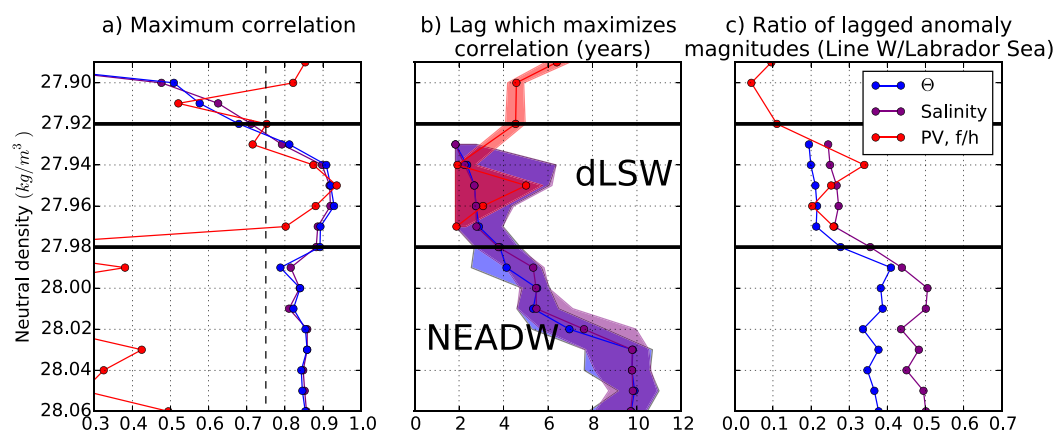 a) Maximum correlation
b) Lag which maximizes
correlation (years)
c) Ratio of lagged anomaly
magnitudes (Line W/Labrador Sea)
Neutral density (kg/m³)
27.90
27.92
27.94
27.96
27.98
28.00
28.02
28.04
28.06
0.3 0.4 0.5 0.6 0.7 0.8 0.9 1.0
dLSW
NEADW
0 2 4 6 8 10 12
Θ
Salinity
PV, f/h
0.0 0.1 0.2 0.3 0.4 0.5 0.6 0.7